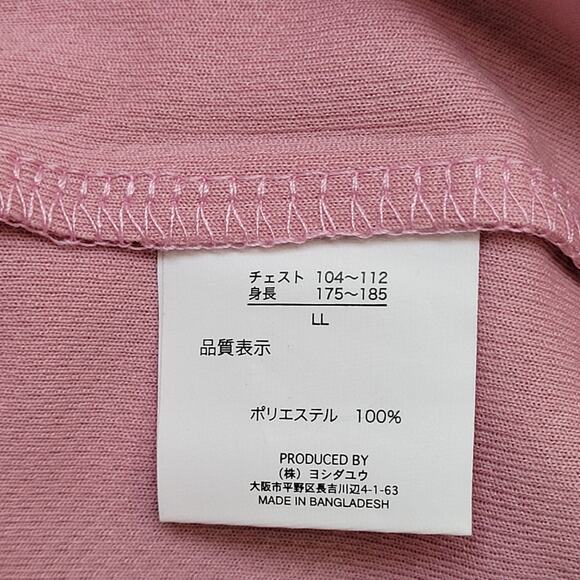 チェスト 104～112
身長 175～185
LL
品質表示
ポリエステル 100%
PRODUCED BY
(株) ヨシダユウ
大阪市平野区長吉川辺4-1-63
MADE IN BANGLADESH